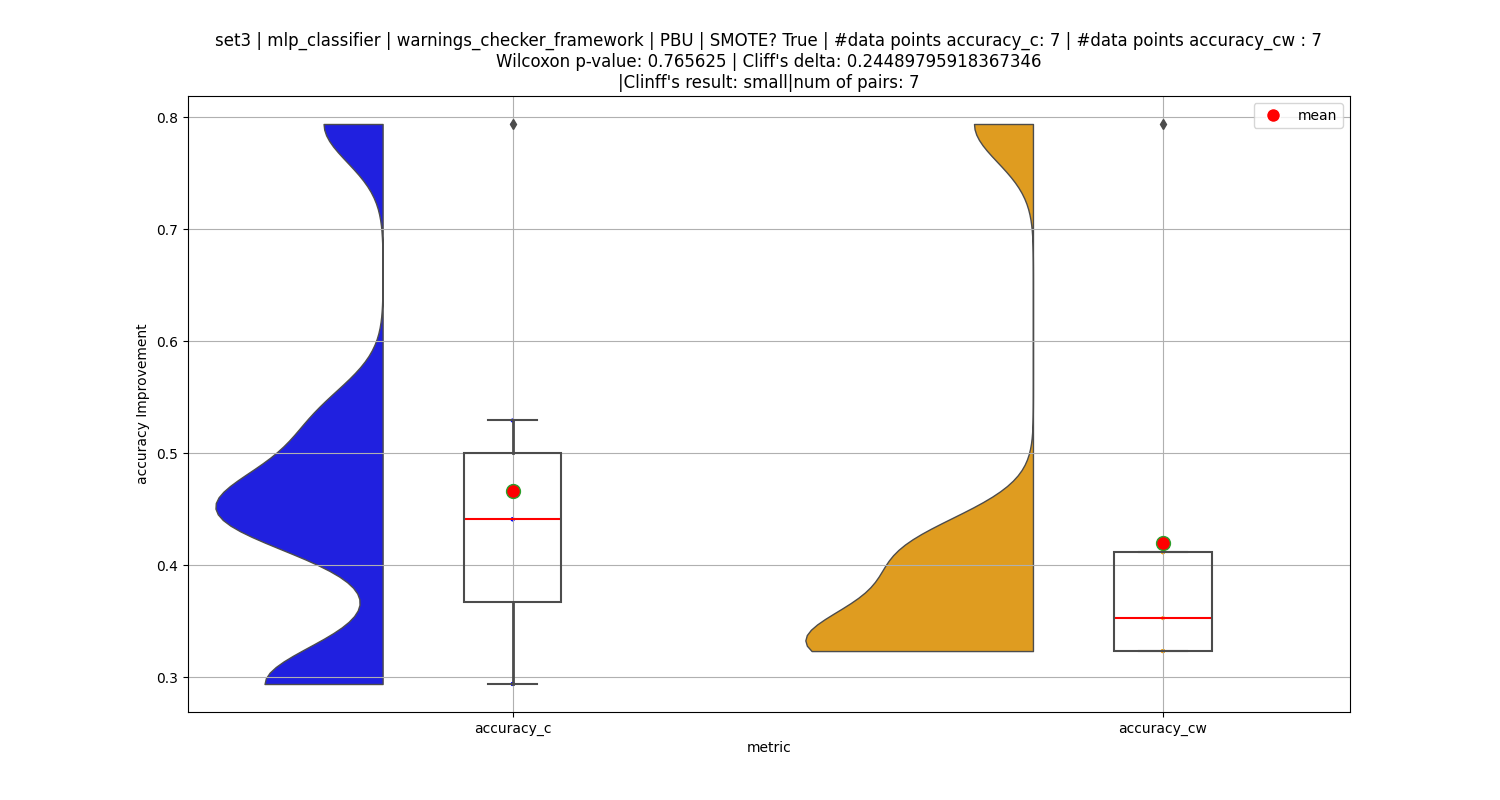 set3 | mlp_classifier | warnings_checker_framework | PBU | SMOTE? True | #data points accuracy_c: 7 | #data points accuracy_cw : 7
Wilcoxon p-value: 0.765625 | Cliff's delta: 0.24489795918367346
|Clinff's result: small|num of pairs: 7
mean
0.8
0.7
0.6
0.5
0.4
0.3
accuracy Improvement
accuracy_c
accuracy_cw
metric